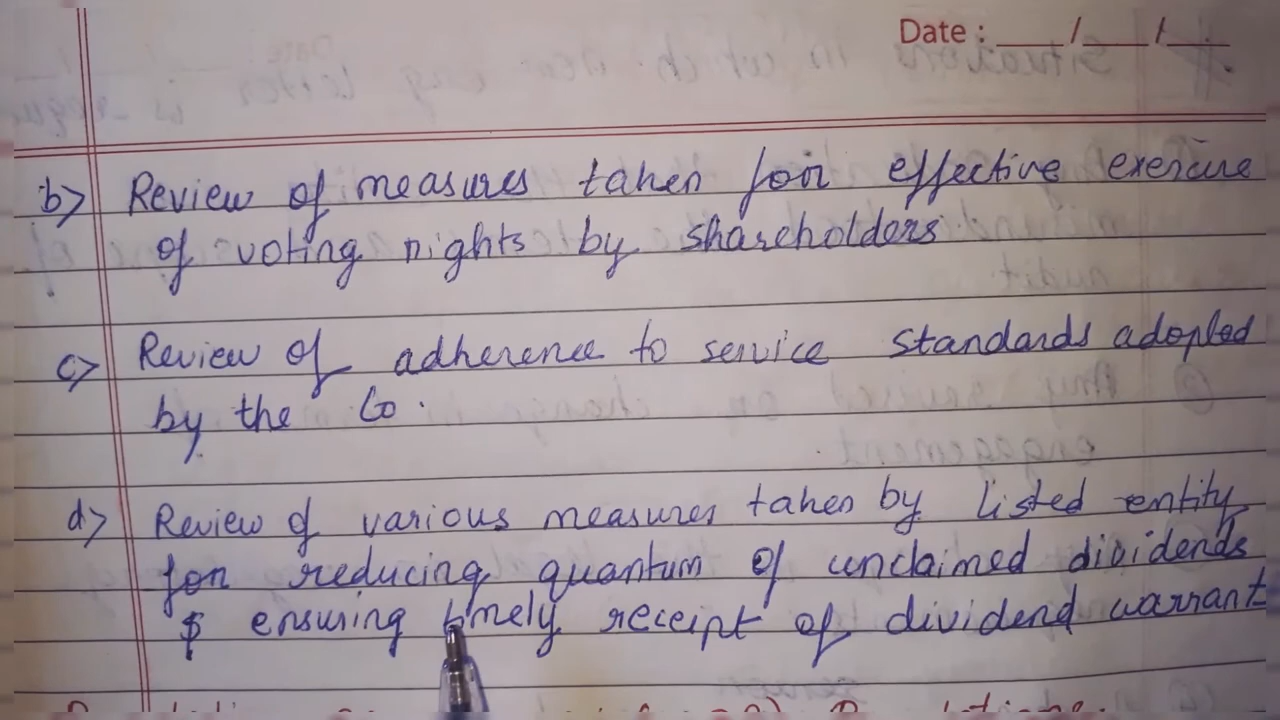 Date : ___/___/___
b) Review of measures taken for effective exercise
of voting rights by shareholders
c) Review of adherence to service standards adopted
by the Co.
d) Review of various measures taken by listed entity
for reducing quantum of unclaimed dividends
& ensuring timely receipt of dividend warrant